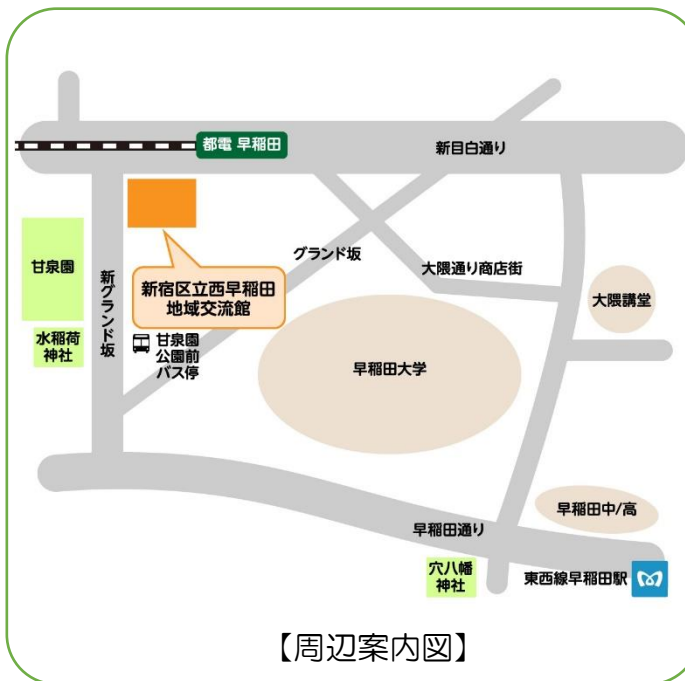 都電 早稲田
新目白通り
甘泉園
新グランド坂
グランド坂
大隈通り商店街
新宿区立西早稲田
地域交流館
大隈講堂
水稲荷
神社
甘泉園
公園前
バス停
早稲田大学
早稲田中/高
早稲田通り
穴八幡
神社
東西線早稲田駅
【周辺案内図】